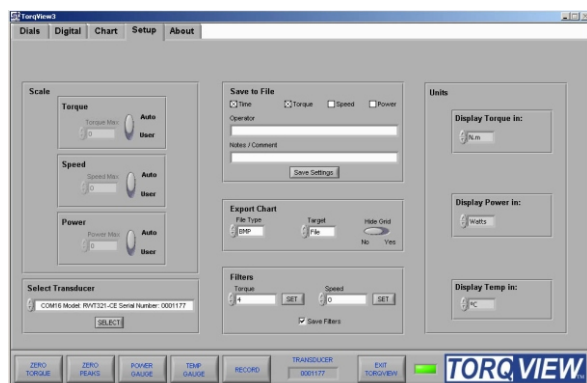 TorqView3
Dials Digital Chart Setup About
Scale
Torque
Torque Max
0
Auto
User
Speed
Speed Max
0
Auto
User
Power
Power Max
0
Auto
User
Select Transducer
COM16 Model: RWT321-CE Serial Number: 0001177
SELECT
Save to File
Time Torque Speed Power
Operator
Notes / Comment
Save Settings
Export Chart
File Type Target Hide Grid
BMP File
No Yes
Filters
Torque Speed
4 SET 0 SET
Save Filters
Units
Display Torque in:
N.m
Display Power in:
Watts
Display Temp in:
°C
ZERO TORQUE
ZERO PEAKS
POWER GAUGE
TEMP GAUGE
RECORD
TRANSDUCER
0001177
EXIT TORQVIEW
TORQVIEW